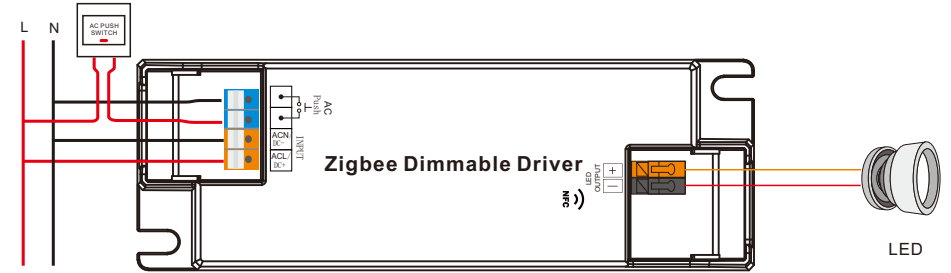 L N
AC PUSH
SWITCH
AC
Push
INPUT
ACN/
DC-
ACL/
DC+
Zigbee Dimmable Driver
NFC
LED
OUTPUT
+
—
LED